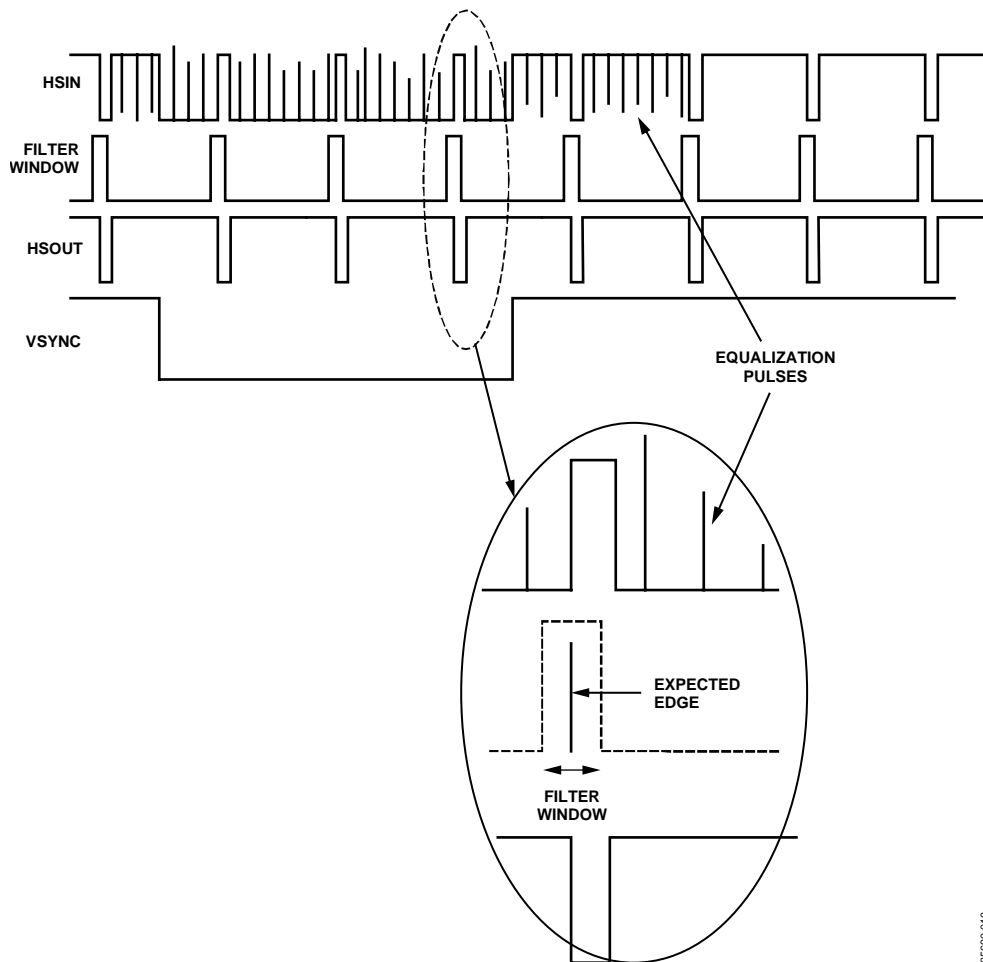 HSIN
FILTER
WINDOW
HSOUT
VSYNC
EQUALIZATION
PULSES
EXPECTED
EDGE
FILTER
WINDOW